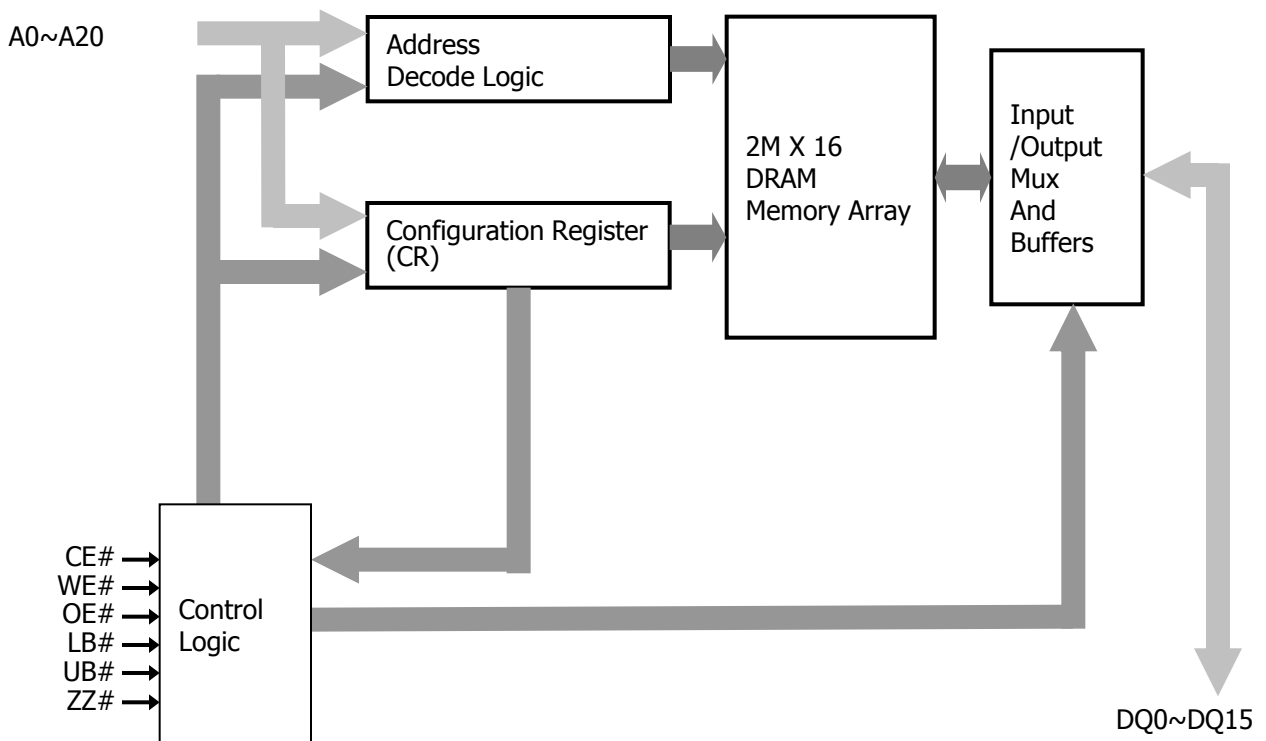 A0~A20
Address
Decode Logic
Configuration Register
(CR)
2M X 16
DRAM
Memory Array
Input
/Output
Mux
And
Buffers
CE#
WE#
OE#
LB#
UB#
ZZ#
Control
Logic
DQ0~DQ15